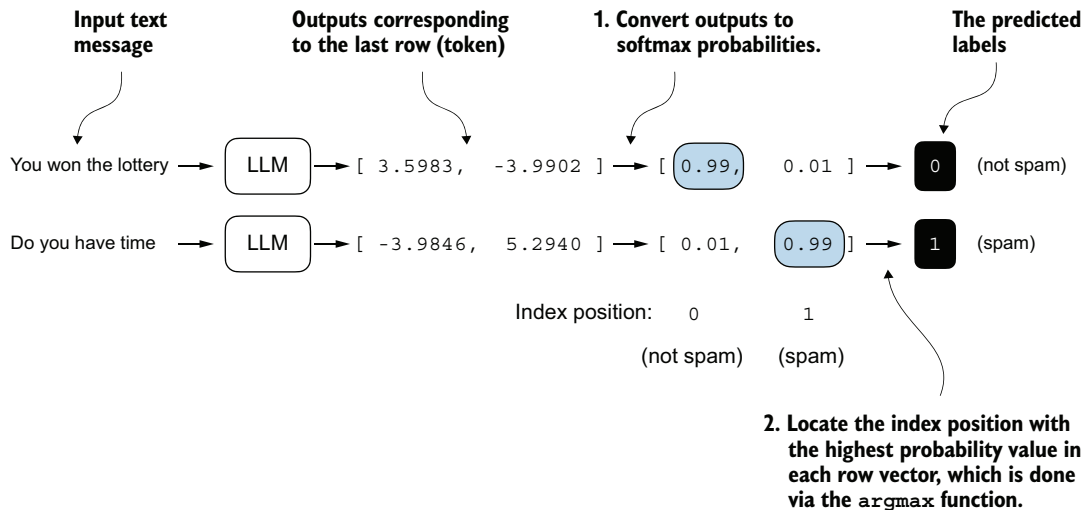 Input text
message
Outputs corresponding
to the last row (token)
1. Convert outputs to
softmax probabilities.
The predicted
labels
You won the lottery LLM [ 3.5983, -3.9902 ] [ 0.99, 0.01 ] 0 (not spam)
Do you have time LLM [ -3.9846, 5.2940 ] [ 0.01, 0.99 ] 1 (spam)
Index position: 0 1
(not spam) (spam)
2. Locate the index position with
the highest probability value in
each row vector, which is done
via the argmax function.